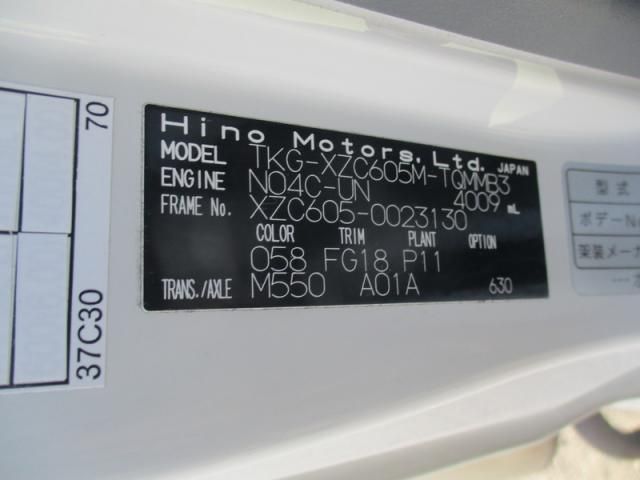 Hino Motors,Ltd. JAPAN
MODEL TKG-XZC605M-TQMMB3
ENGINE N04C-UN 4009 mL
FRAME No. XZC605-0023130
COLOR TRIM PLANT OPTION
058 FG18 P11
TRANS./AXLE M550 A01A 630
70
37C30
型式
ボデーNo
架装メーカ